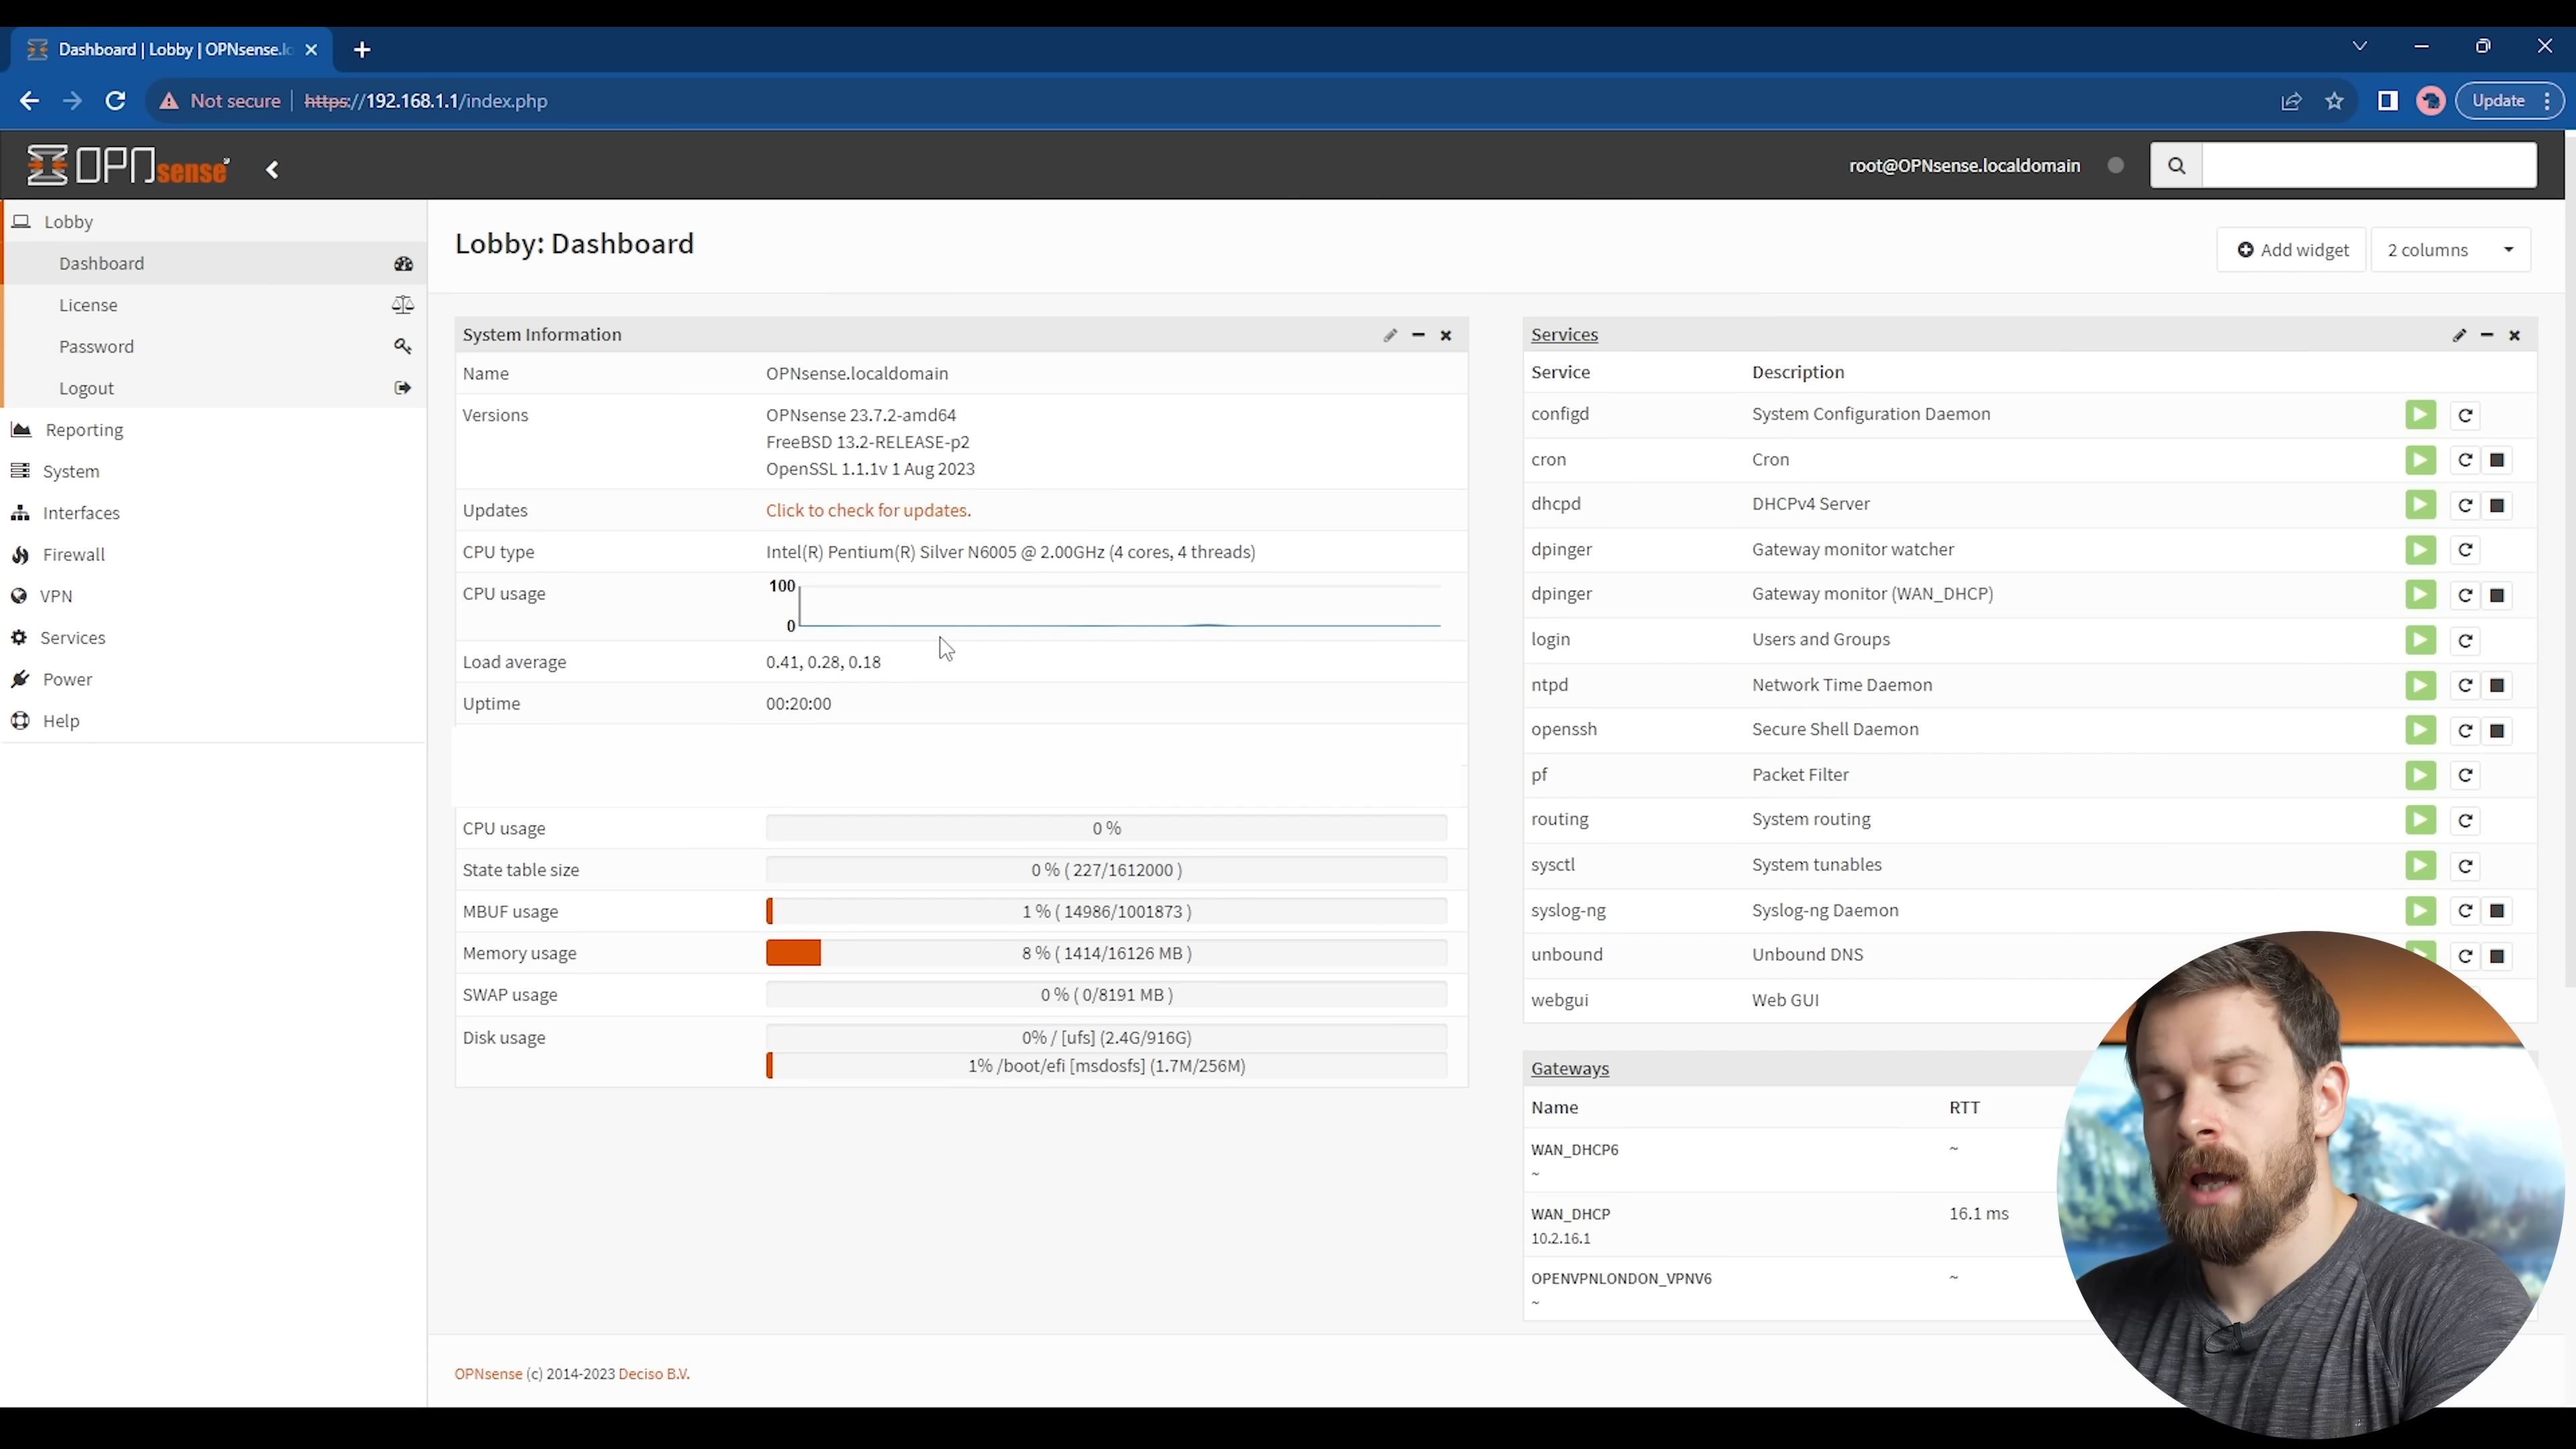 Dashboard | Lobby | OPNsense.lo
Not secure https://192.168.1.1/index.php
Update
OPNsense
root@OPNsense.localdomain
Lobby
Dashboard
License
Password
Logout
Reporting
System
Interfaces
Firewall
VPN
Services
Power
Help
Lobby: Dashboard
Add widget
2 columns
System Information
Name OPNsense.localdomain
Versions OPNsense 23.7.2-amd64
FreeBSD 13.2-RELEASE-p2
OpenSSL 1.1.1v 1 Aug 2023
Updates Click to check for updates.
CPU type Intel(R) Pentium(R) Silver N6005 @ 2.00GHz (4 cores, 4 threads)
CPU usage 100
0
Load average 0.41, 0.28, 0.18
Uptime 00:20:00
CPU usage 0 %
State table size 0 % ( 227/1612000 )
MBUF usage 1 % ( 14986/1001873 )
Memory usage 8 % ( 1414/16126 MB )
SWAP usage 0 % ( 0/8191 MB )
Disk usage 0% / [ufs] (2.4G/916G)
1% /boot/efi [msdosfs] (1.7M/256M)
Services
Service Description
configd System Configuration Daemon
cron Cron
dhcpd DHCPv4 Server
dpinger Gateway monitor watcher
dpinger Gateway monitor (WAN_DHCP)
login Users and Groups
ntpd Network Time Daemon
openssh Secure Shell Daemon
pf Packet Filter
routing System routing
sysctl System tunables
syslog-ng Syslog-ng Daemon
unbound Unbound DNS
webgui Web GUI
Gateways
Name RTT
WAN_DHCP6 ~
~
WAN_DHCP 16.1 ms
10.2.16.1
OPENVPNLONDON_VPNV6 ~
~
OPNsense (c) 2014-2023 Deciso B.V.